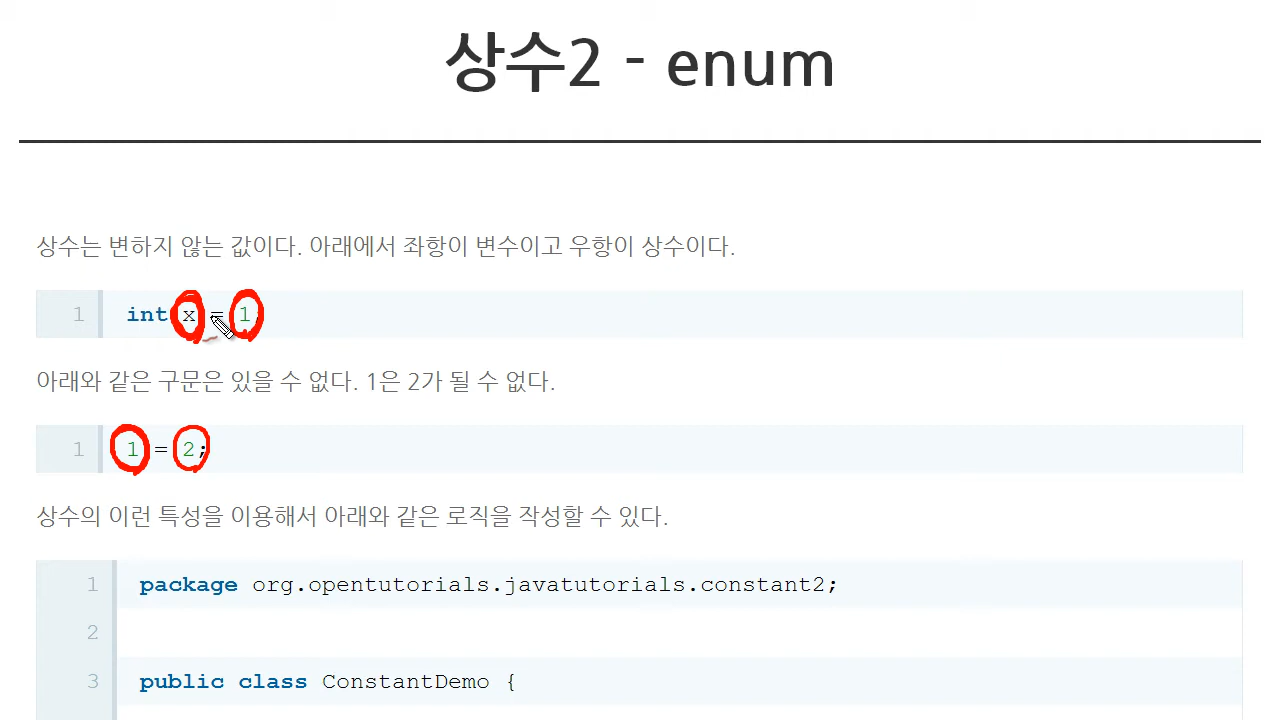 상수2 - enum
상수는 변하지 않는 값이다. 아래에서 좌항이 변수이고 우항이 상수이다.
1 int x = 1;
아래와 같은 구문은 있을 수 없다. 1은 2가 될 수 없다.
1 1 = 2;
상수의 이런 특성을 이용해서 아래와 같은 로직을 작성할 수 있다.
1 package org.opentutorials.javatutorials.constant2;
2
3 public class ConstantDemo {